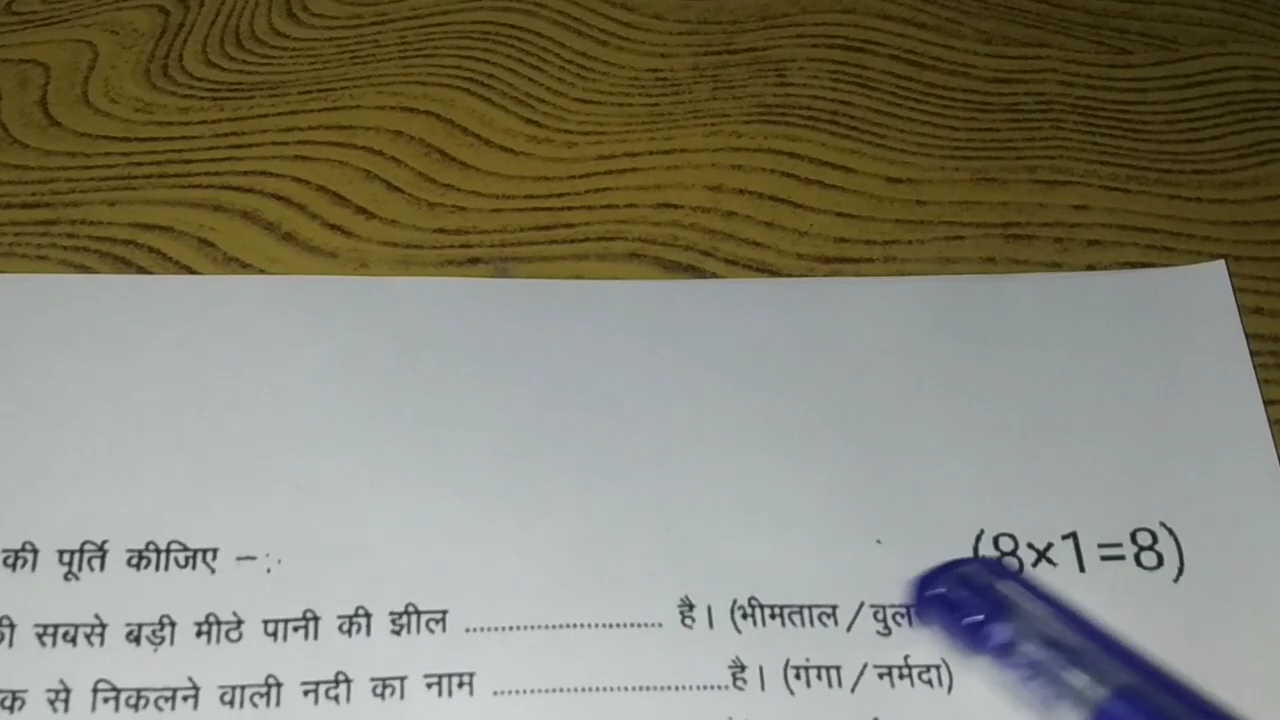 की पूर्ति कीजिए –:
(8×1=8)
सबसे बड़ी मीठे पानी की झील ........................ है। (भीमताल /
से निकलने वाली नदी का नाम .............................है। (गंगा / नर्मदा)